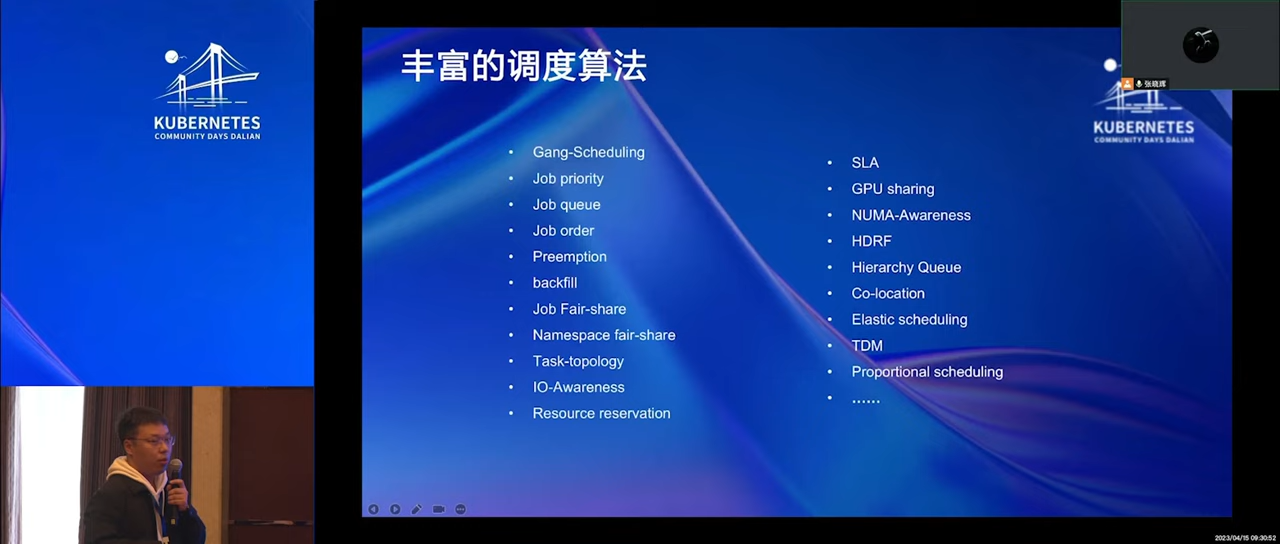 KUBERNETES
COMMUNITY DAYS DALIAN
丰富的调度算法
Gang-Scheduling
Job priority
Job queue
Job order
Preemption
backfill
Job Fair-share
Namespace fair-share
Task-topology
IO-Awareness
Resource reservation
SLA
GPU sharing
NUMA-Awareness
HDRF
Hierarchy Queue
Co-location
Elastic scheduling
TDM
Proportional scheduling
......
张晓辉
KUBERNETES
COMMUNITY DAYS DALIAN
2023/04/15 09:30:52